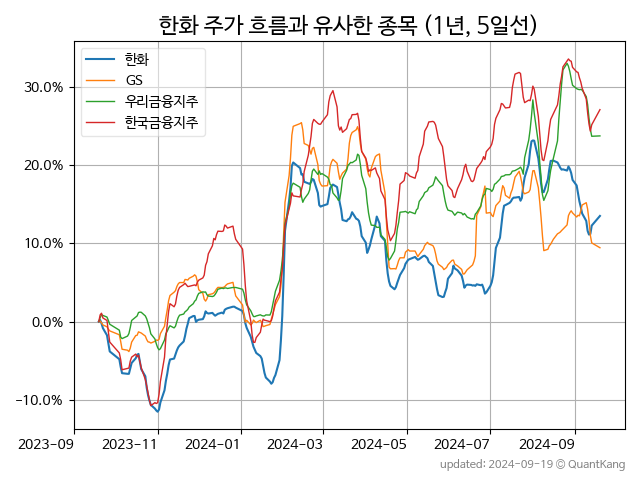 한화 주가 흐름과 유사한 종목 (1년, 5일선)
한화
GS
우리금융지주
한국금융지주
30.0%
20.0%
10.0%
0.0%
−10.0%
2023-09 2023-11 2024-01 2024-03 2024-05 2024-07 2024-09
updated: 2024-09-19 © QuantKang